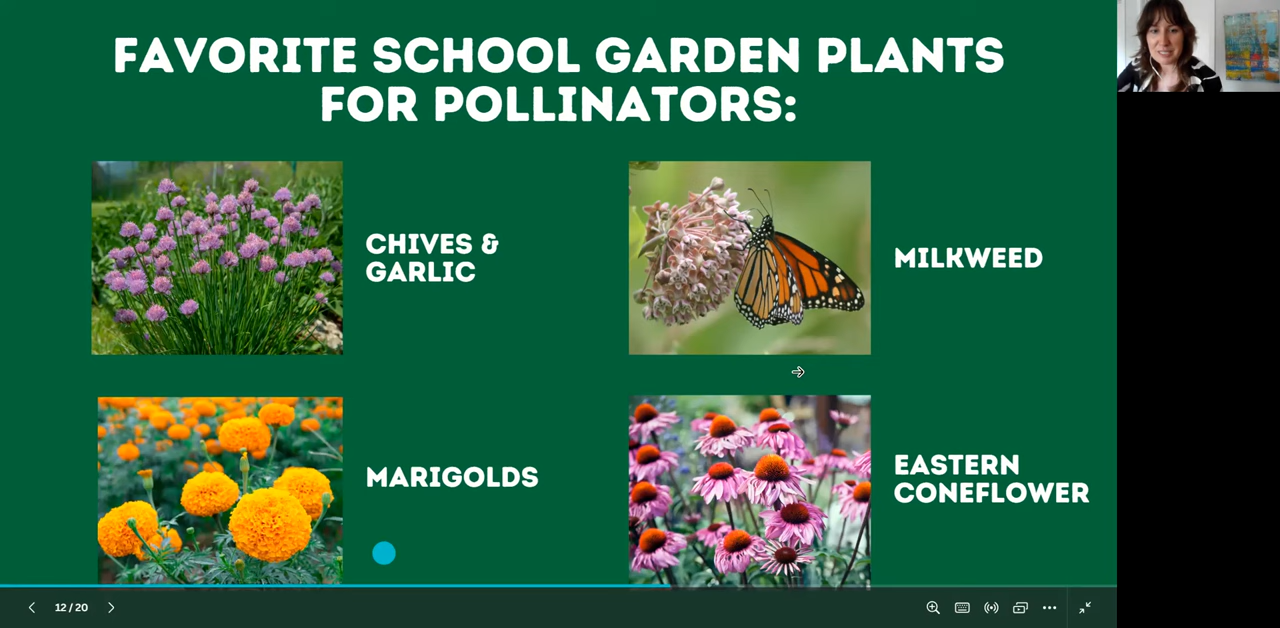 FAVORITE SCHOOL GARDEN PLANTS
FOR POLLINATORS:
CHIVES &
GARLIC
MILKWEED
MARIGOLDS
EASTERN
CONEFLOWER
12 / 20